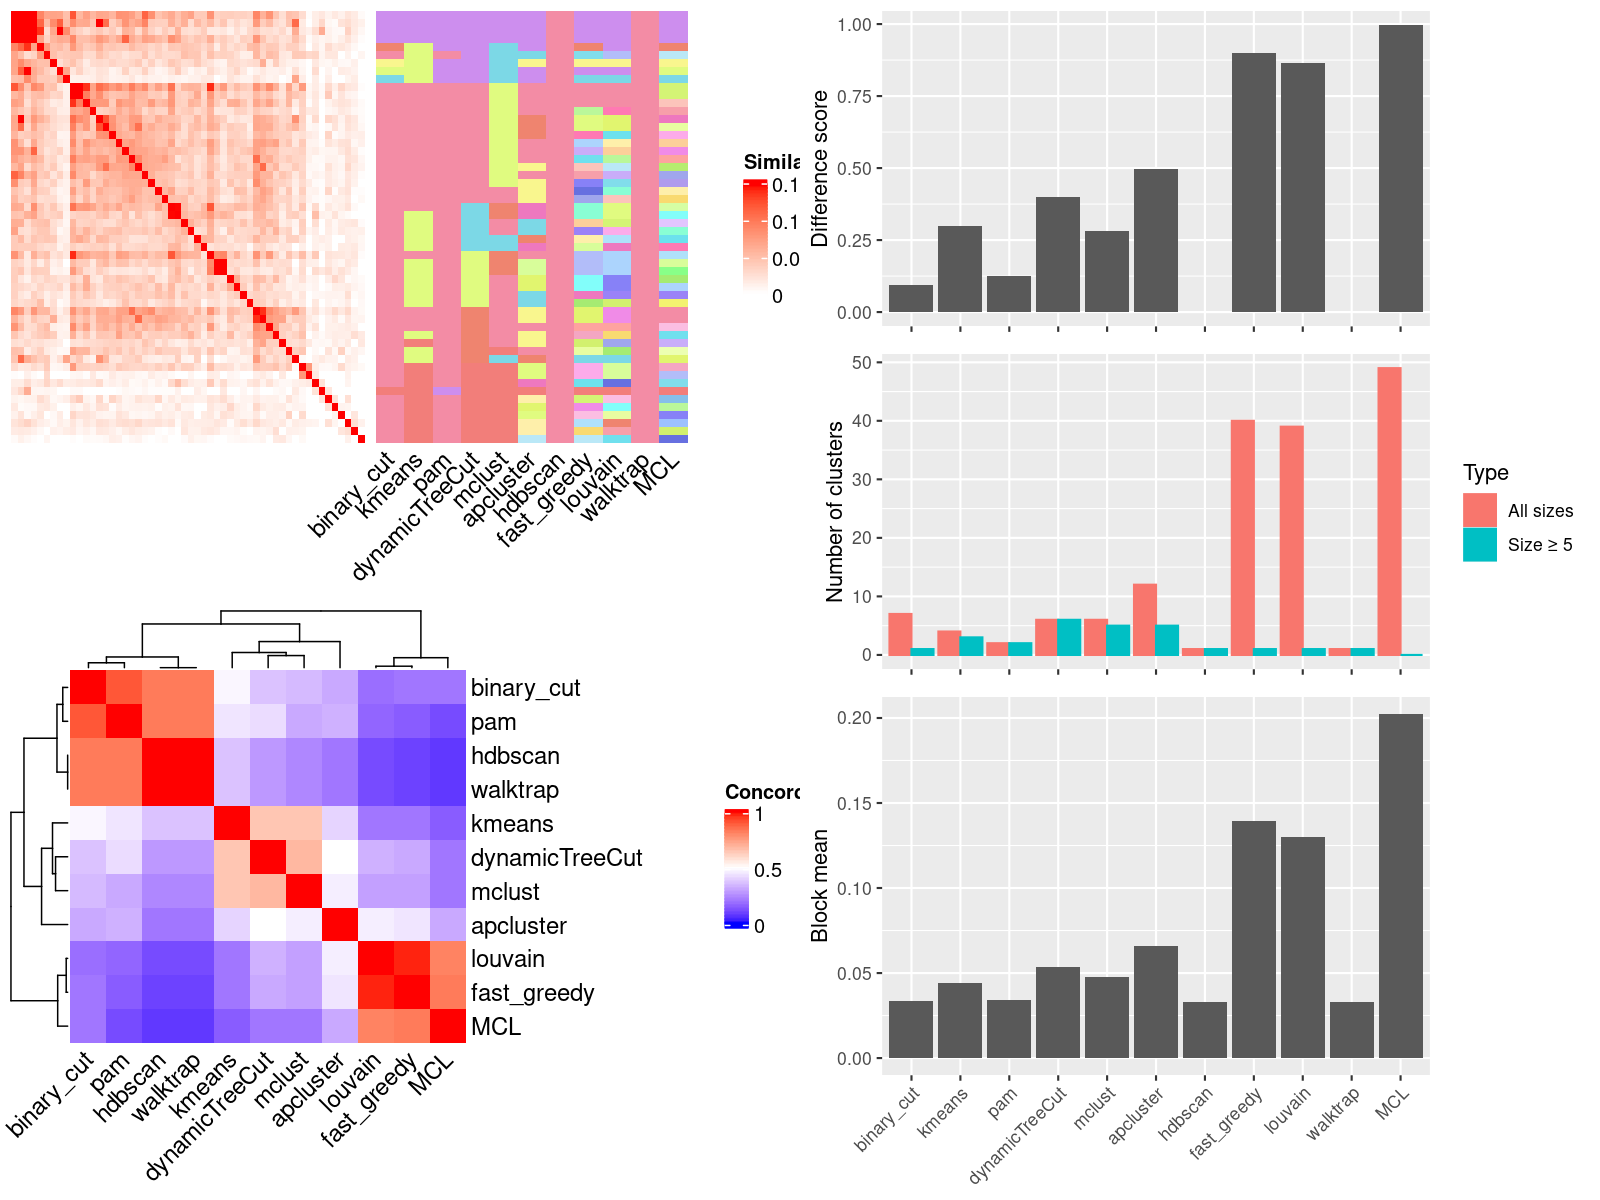 Simila
0.1
0.1
0.0
0
binary_cut
kmeans
pam
dynamicTreeCut
mclust
apcluster
hdbscan
fast_greedy
louvain
walktrap
MCL
binary_cut
pam
hdbscan
walktrap
kmeans
dynamicTreeCut
mclust
apcluster
louvain
fast_greedy
MCL
binary_cut
pam
hdbscan
walktrap
kmeans
dynamicTreeCut
mclust
apcluster
louvain
fast_greedy
MCL
Concord
1
0.5
0
Difference score
1.00
0.75
0.50
0.25
0.00
Number of clusters
50
40
30
20
10
0
Type
All sizes
Size ≥ 5
Block mean
0.20
0.15
0.10
0.05
0.00
binary_cut
kmeans
pam
dynamicTreeCut
mclust
apcluster
hdbscan
fast_greedy
louvain
walktrap
MCL